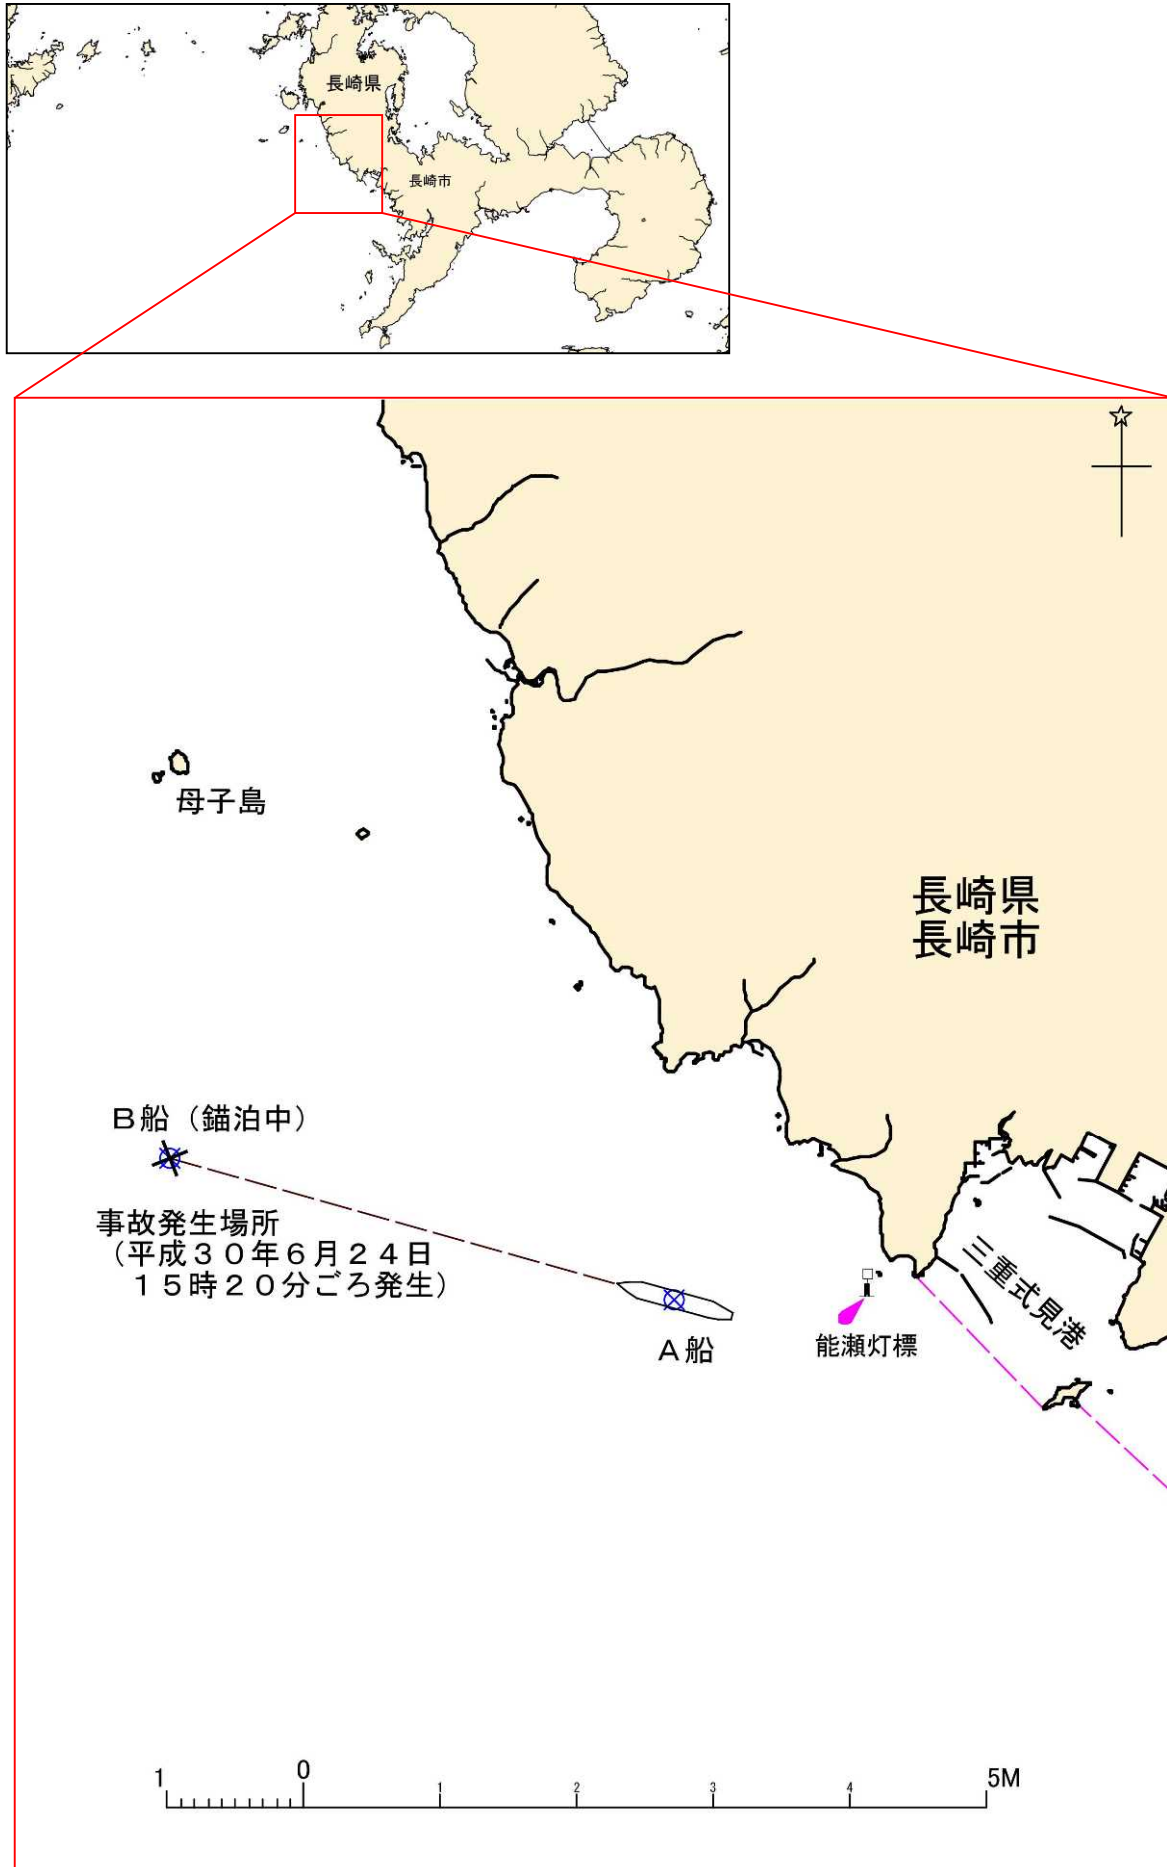 長崎県
長崎市
母子島
長崎県
長崎市
B船（錨泊中）
事故発生場所
（平成３０年６月２４日
１５時２０分ごろ発生）
三重式見港
能瀬灯標
A船
1 0 1 2 3 4 5M